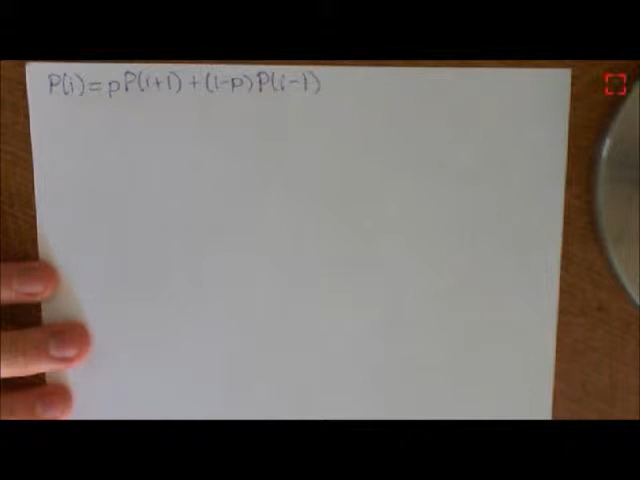 P(i) = pP(i+1) + (1-p)P(i-1)